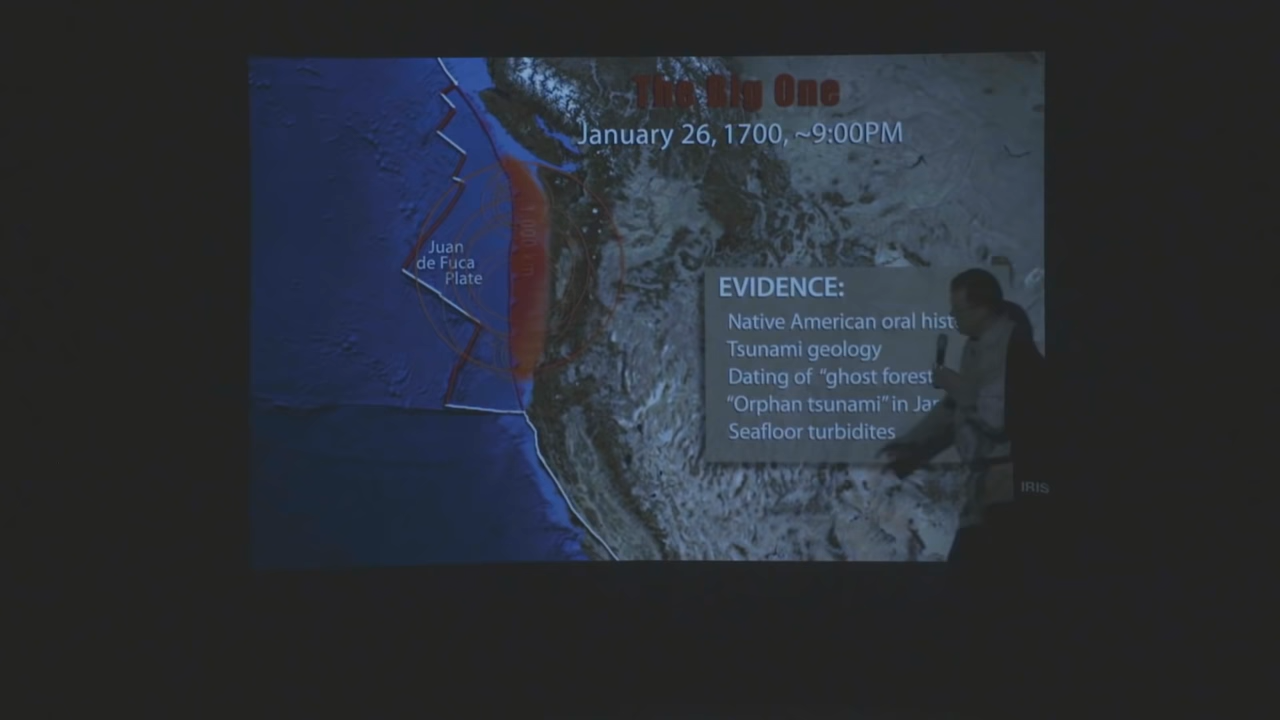 The Big One
January 26, 1700, ~9:00PM
Juan
de Fuca
Plate
EVIDENCE:
Native American oral hist
Tsunami geology
Dating of "ghost forest
"Orphan tsunami" in Ja
Seafloor turbidites
IRIS